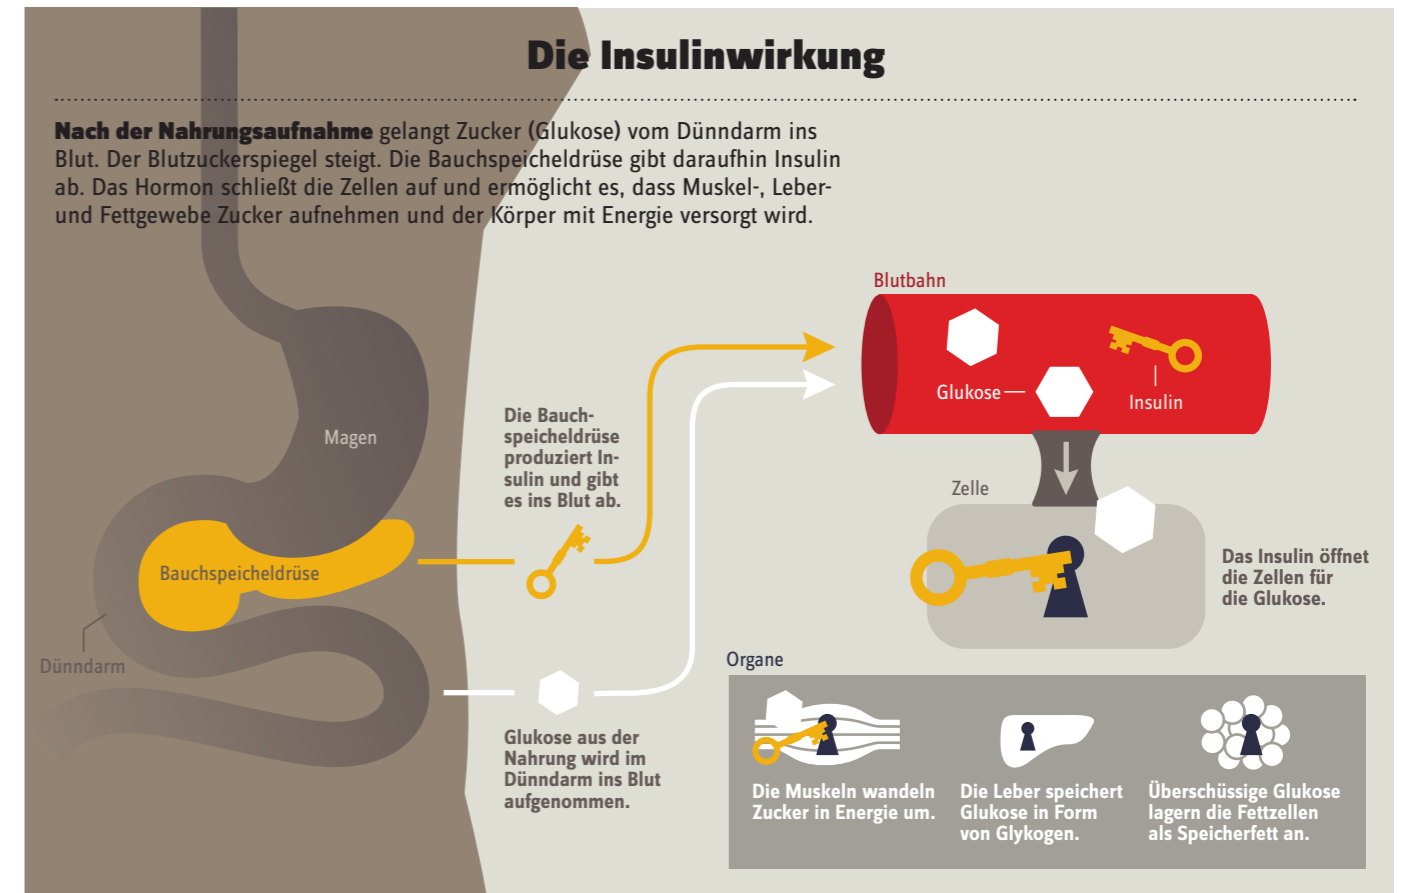 Die Insulinwirkung
Nach der Nahrungsaufnahme gelangt Zucker (Glukose) vom Dünndarm ins
Blut. Der Blutzuckerspiegel steigt. Die Bauchspeicheldrüse gibt daraufhin Insulin
ab. Das Hormon schließt die Zellen auf und ermöglicht es, dass Muskel-, Leber-
und Fettgewebe Zucker aufnehmen und der Körper mit Energie versorgt wird.
Magen
Bauchspeicheldrüse
Dünndarm
Die Bauch-
speicheldrüse
produziert In-
sulin und gibt
es ins Blut ab.
Glukose aus der
Nahrung wird im
Dünndarm ins Blut
aufgenommen.
Blutbahn
Glukose
Insulin
Zelle
Das Insulin öffnet
die Zellen für
die Glukose.
Organe
Die Muskeln wandeln
Zucker in Energie um.
Die Leber speichert
Glukose in Form
von Glykogen.
Überschüssige Glukose
lagern die Fettzellen
als Speicherfett an.